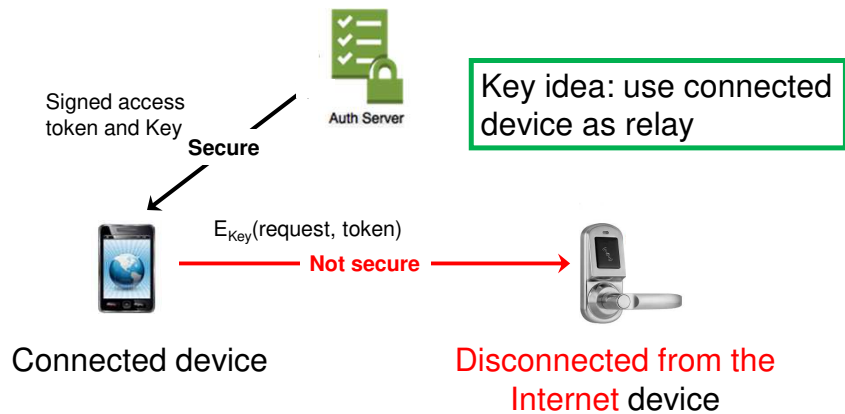 Auth Server
Key idea: use connected
device as relay
Signed access
token and Key
Secure
E_Key(request, token)
Not secure
Connected device
Disconnected from the
Internet device